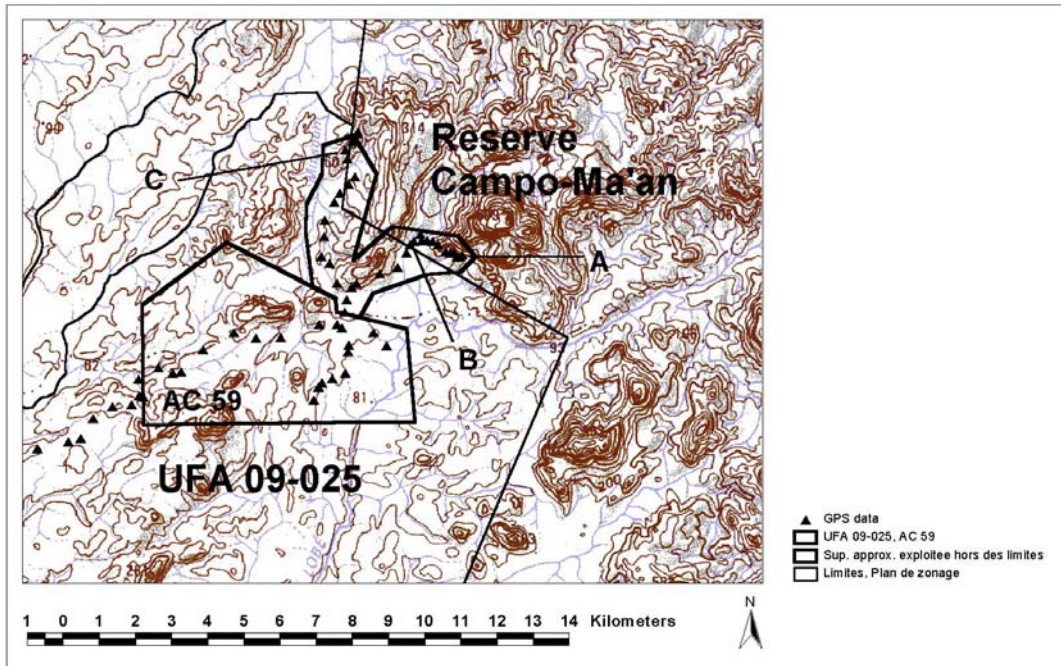 314
Reserve
Campo-Ma'an
C
A
B
AC 59
81.
UFA 09-025
GPS data
UFA 09-025, AC 59
Sup. approx. exploitee hors des limites
Limites, Plan de zonage
N
1 0 1 2 3 4 5 6 7 8 9 10 11 12 13 14 Kilometers